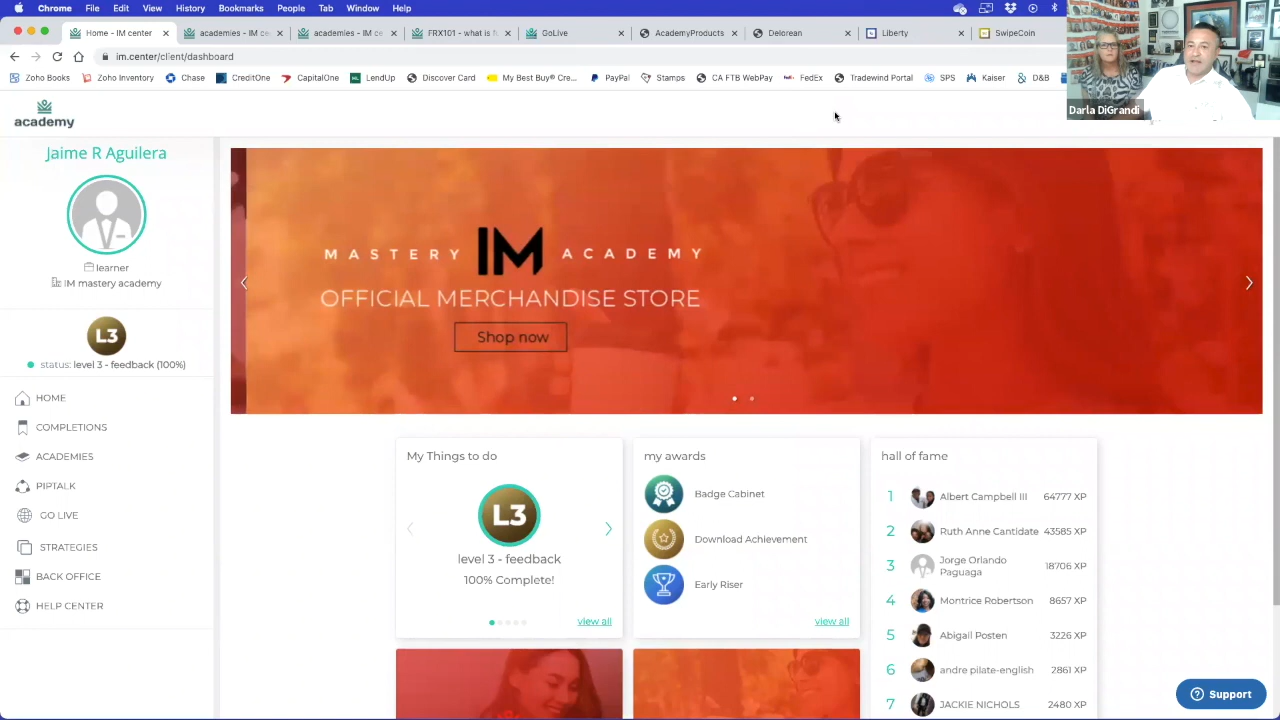 Chrome File Edit View History Bookmarks People Tab Window Help
Home - IM center academies - IM ce academies - IM ce IBOT - what is N GoLive AcademyProducts Delorean Liberty SwipeCoin
im.center/client/dashboard
Zoho Books Zoho Inventory Chase CreditOne CapitalOne LendUp Discover Card My Best Buy® Cre... PayPal Stamps CA FTB WebPay FedEx Tradewind Portal SPS Kaiser D&B
Darla DiGrandi
academy
Jaime R Aguilera
learner
IM mastery academy
L3
status: level 3 - feedback (100%)
HOME
COMPLETIONS
ACADEMIES
PIPTALK
GO LIVE
STRATEGIES
BACK OFFICE
HELP CENTER
MASTERY IM ACADEMY
OFFICIAL MERCHANDISE STORE
Shop now
My Things to do
L3
level 3 - feedback
100% Complete!
view all
my awards
Badge Cabinet
Download Achievement
Early Riser
view all
hall of fame
1 Albert Campbell III 64777 XP
2 Ruth Anne Cantidate 43585 XP
3 Jorge Orlando
Paguaga 18706 XP
4 Montrice Robertson 8657 XP
5 Abigail Posten 3226 XP
6 andre pilate-english 2861 XP
7 JACKIE NICHOLS 2480 XP
Support